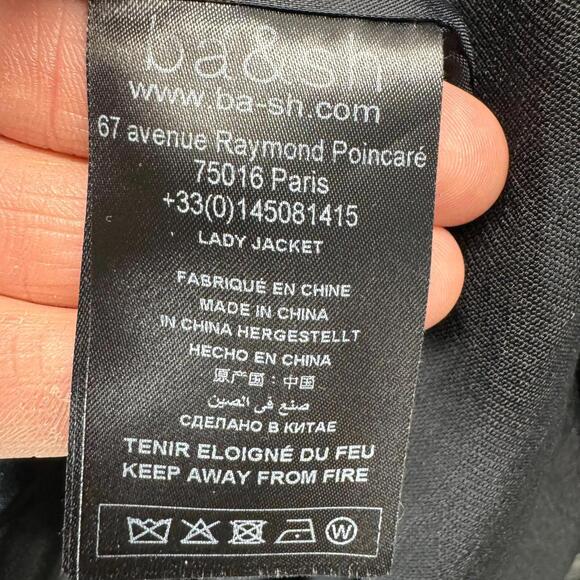 ba&sh
www.ba-sh.com
67 avenue Raymond Poincaré
75016 Paris
+33(0)145081415
LADY JACKET
FABRIQUÉ EN CHINE
MADE IN CHINA
IN CHINA HERGESTELLT
HECHO EN CHINA
原产国：中国
صنع في الصين
СДЕЛАНО В КИТАЕ
TENIR ELOIGNÉ DU FEU
KEEP AWAY FROM FIRE
W